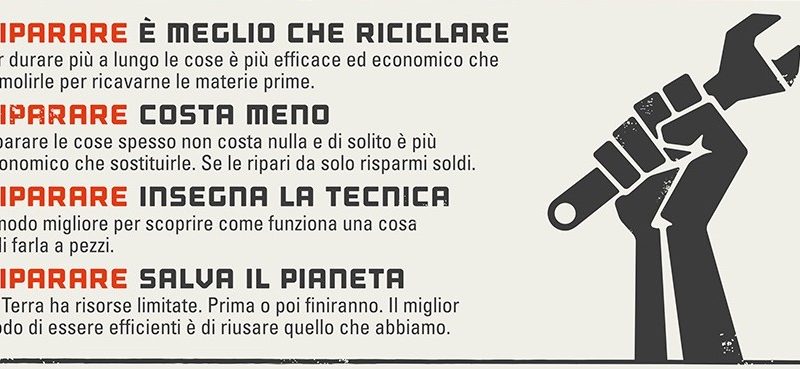 IPARARE È MEGLIO CHE RICICLARE
r durare più a lungo le cose è più efficace ed economico che
molirle per ricavarne le materie prime.
IPARARE COSTA MENO
parare le cose spesso non costa nulla e di solito è più
onomico che sostituirle. Se le ripari da solo risparmi soldi.
IPARARE INSEGNA LA TECNICA
modo migliore per scoprire come funziona una cosa
di farla a pezzi.
IPARARE SALVA IL PIANETA
Terra ha risorse limitate. Prima o poi finiranno. Il miglior
odo di essere efficienti è di riusare quello che abbiamo.